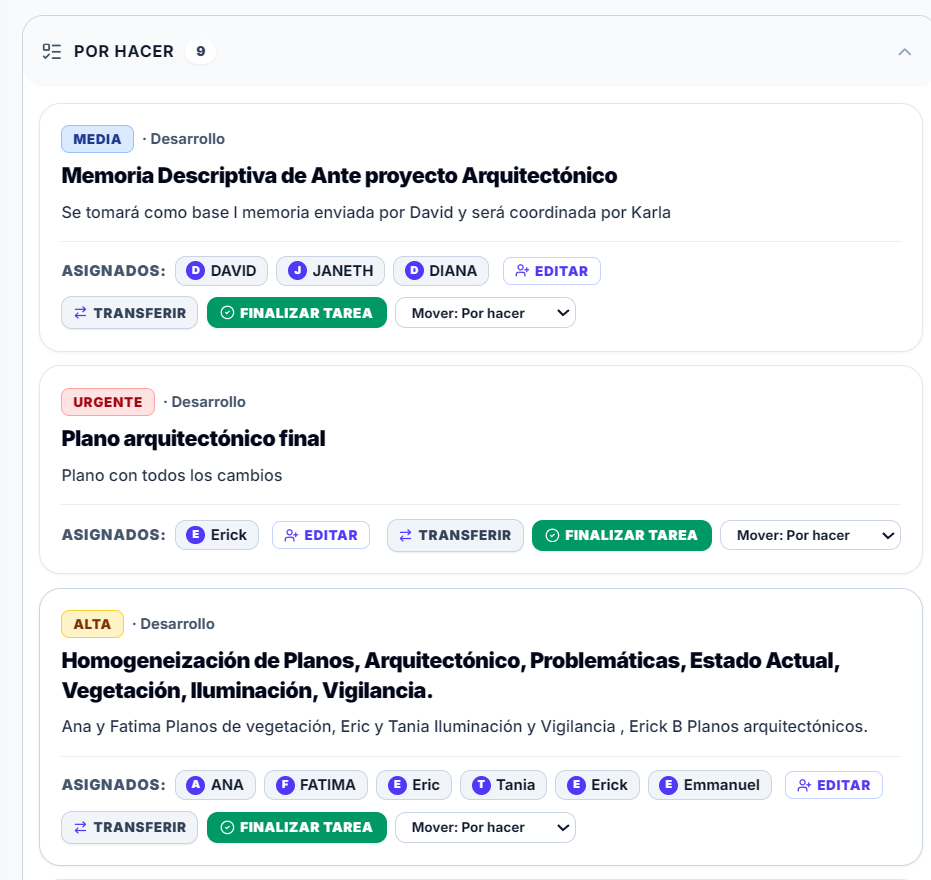 POR HACER 9
MEDIA · Desarrollo
Memoria Descriptiva de Ante proyecto Arquitectónico
Se tomará como base l memoria enviada por David y será coordinada por Karla
ASIGNADOS: D DAVID J JANETH D DIANA EDITAR
TRANSFERIR FINALIZAR TAREA Mover: Por hacer
URGENTE · Desarrollo
Plano arquitectónico final
Plano con todos los cambios
ASIGNADOS: E Erick EDITAR TRANSFERIR FINALIZAR TAREA Mover: Por hacer
ALTA · Desarrollo
Homogeneización de Planos, Arquitectónico, Problemáticas, Estado Actual,
Vegetación, Iluminación, Vigilancia.
Ana y Fatima Planos de vegetación, Eric y Tania Iluminación y Vigilancia , Erick B Planos arquitectónicos.
ASIGNADOS: A ANA F FATIMA E Eric T Tania E Erick E Emmanuel EDITAR
TRANSFERIR FINALIZAR TAREA Mover: Por hacer